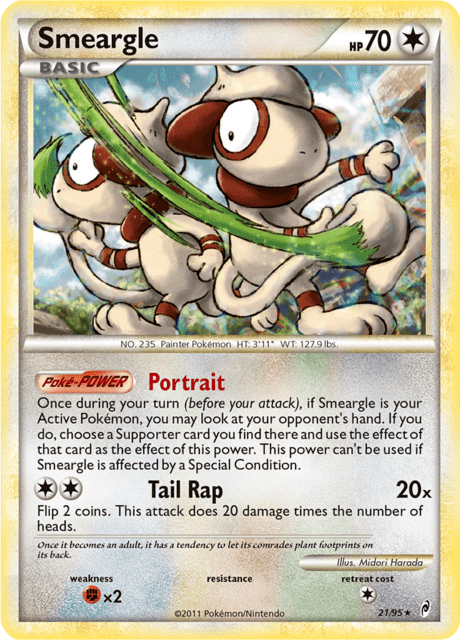 Smeargle HP 70
BASIC
NO. 235 Painter Pokémon HT: 3'11" WT: 127.9 lbs.
Poké-POWER Portrait
Once during your turn (before your attack), if Smeargle is your
Active Pokémon, you may look at your opponent's hand. If you
do, choose a Supporter card you find there and use the effect of
that card as the effect of this power. This power can't be used if
Smeargle is affected by a Special Condition.
Tail Rap 20x
Flip 2 coins. This attack does 20 damage times the number of
heads.
Once it becomes an adult, it has a tendency to let its comrades plant footprints on
its back.
Illus. Midori Harada
weakness resistance retreat cost
×2
©2011 Pokémon/Nintendo 21/95 ★